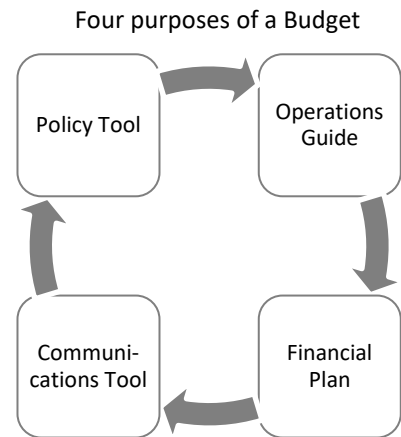 Four purposes of a Budget
Policy Tool
Operations
Guide
Communi-
cations Tool
Financial
Plan